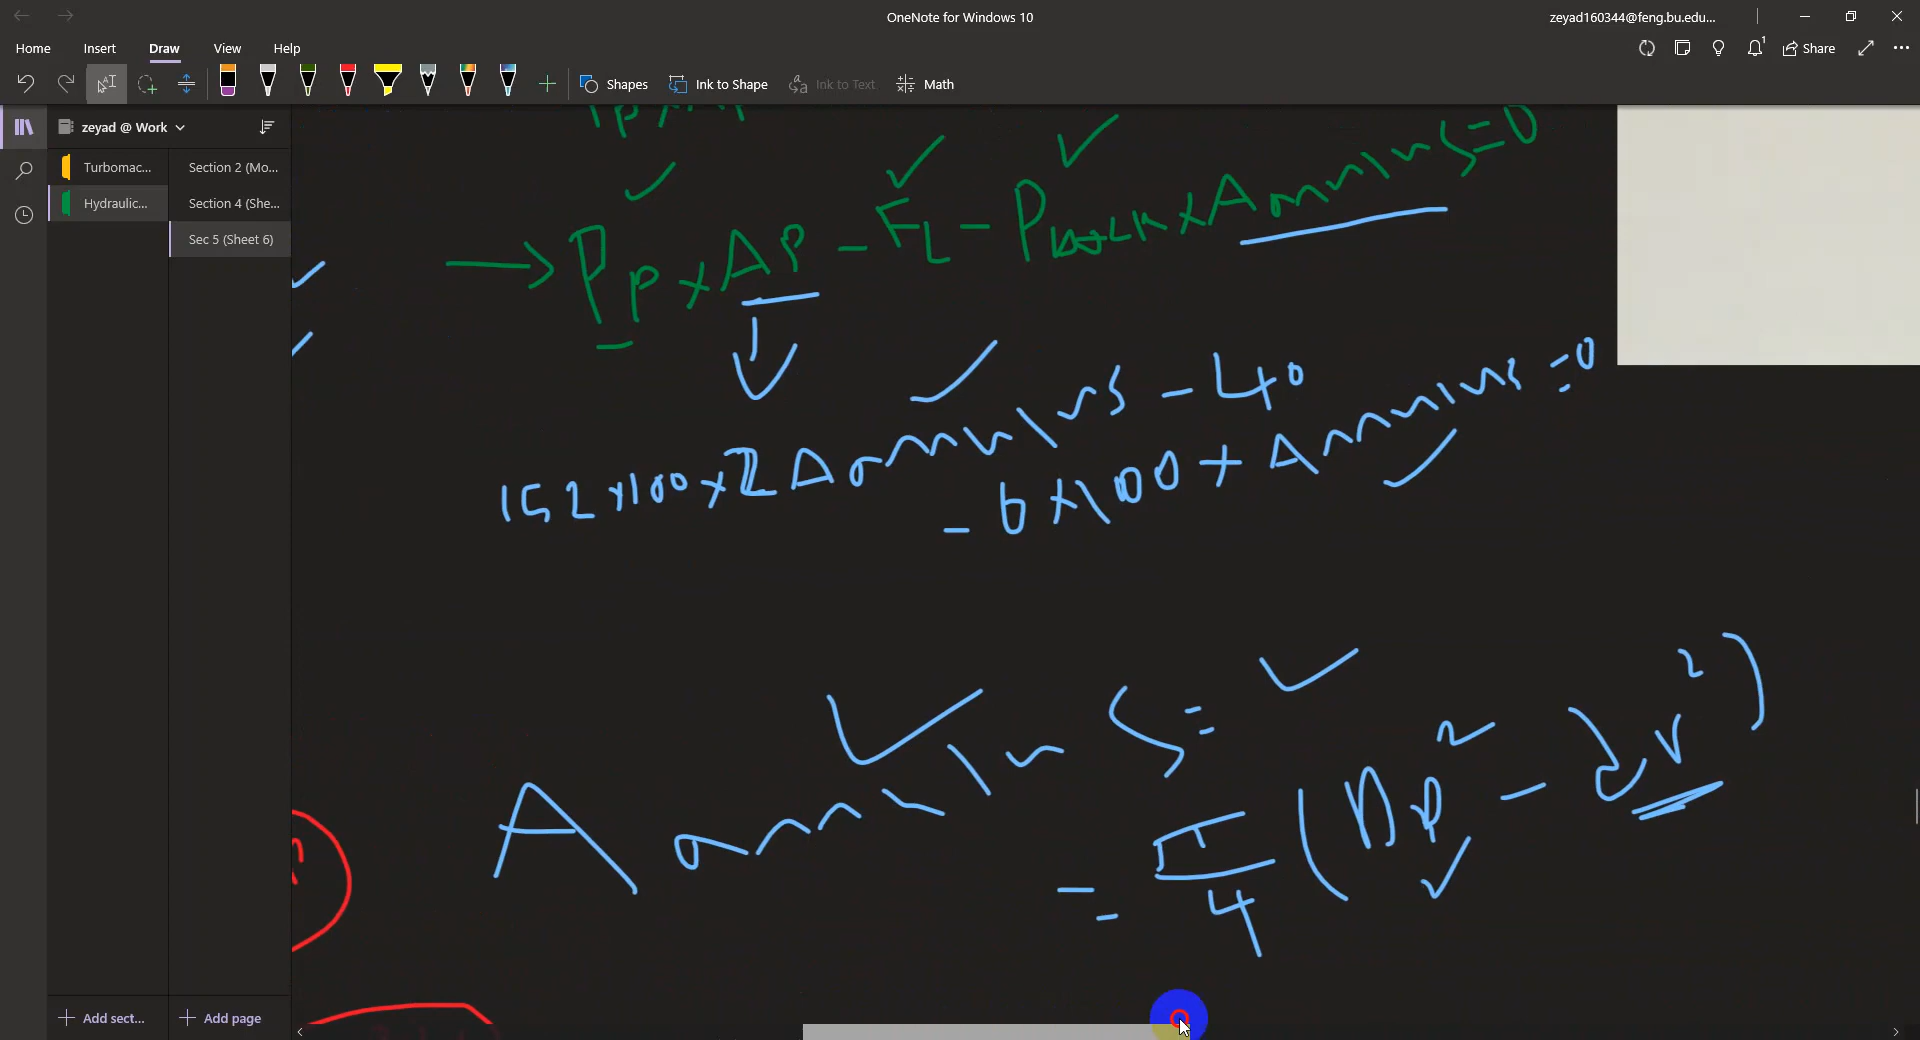 OneNote for Windows 10
zeyad160344@feng.bu.edu...
Home Insert Draw View Help
1 Share
Shapes Ink to Shape Ink to Text Math
zeyad @ Work
Turbomac... Section 2 (Mo...
Hydraulic... Section 4 (She...
Sec 5 (Sheet 6)
Pp × Ap - FL - Pback × Aannulus = 0
152 × 100 × 2 Aannulus - 40
- 6 × 100 × Annulus = 0
Aannulus =
= π/4 (Dp² - dr²)
Add sect... Add page